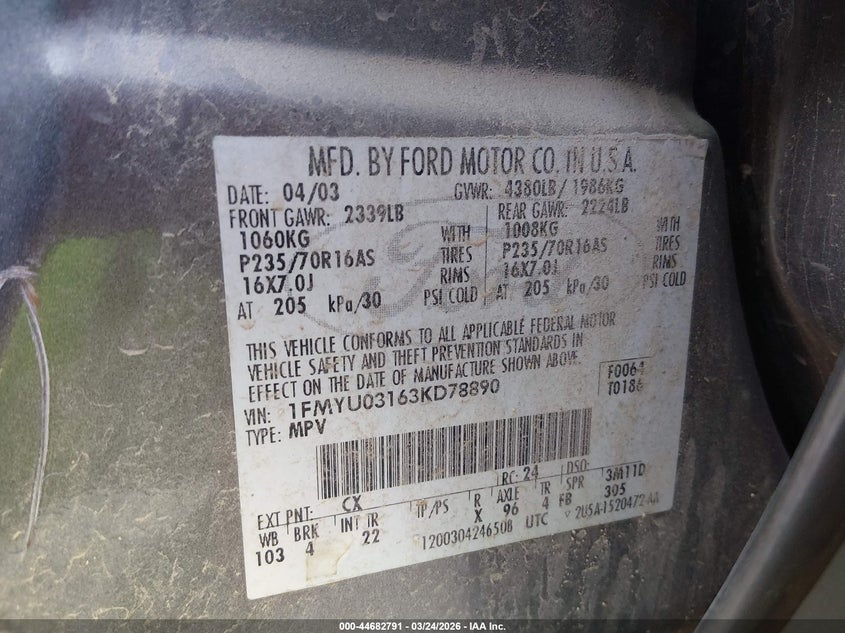 MFD. BY FORD MOTOR CO. IN U.S.A.
DATE: 04/03 GVWR: 4380LB/ 1986KG
FRONT GAWR: 2339LB REAR GAWR: 2224LB
1060KG WITH 1008KG WITH
P235/70R16AS TIRES P235/70R16AS TIRES
16X7.0J RIMS 16X7.0J RIMS
AT 205 kPa/30 PSI COLD AT 205 kPa/30 PSI COLD
THIS VEHICLE CONFORMS TO ALL APPLICABLE FEDERAL MOTOR
VEHICLE SAFETY AND THEFT PREVENTION STANDARDS IN
EFFECT ON THE DATE OF MANUFACTURE SHOWN ABOVE.
F0064
T0186
VIN: 1FMYU03163KD78890
TYPE: MPV
RC: 24 DSO:
EXT PNT: CX 3M11D
WB BRK INT TR TP/PS R AXLE TR SPR
103 4 22 X 96 4 FB 305
1200304246508 UTC 2U5A-1520472-AA
000-44682791 — 03/24/2026 — IAA Inc.